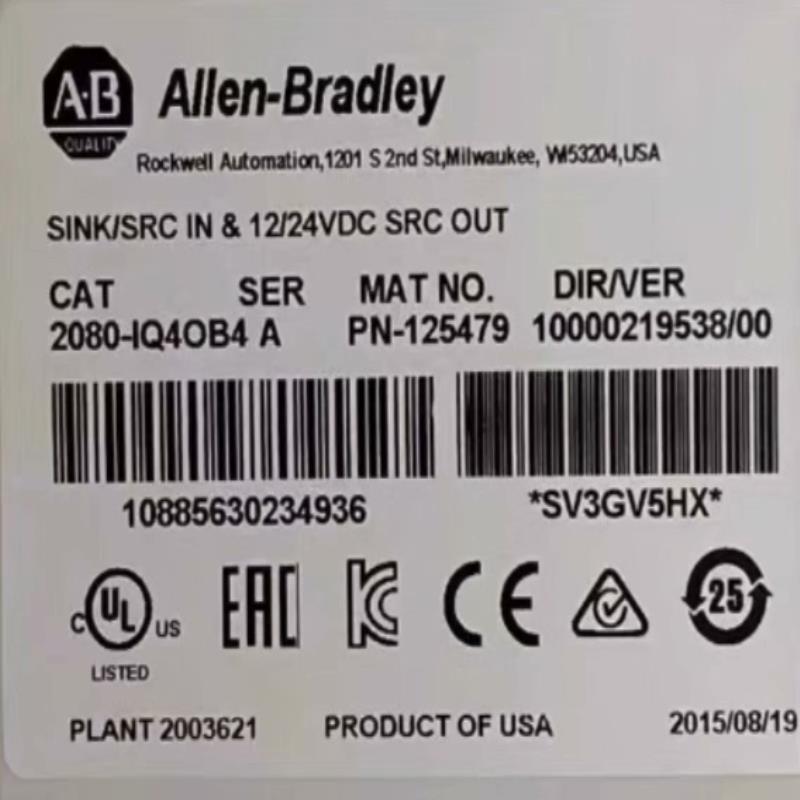 A·B
QUALITY
Allen-Bradley
Rockwell Automation,1201 S 2nd St,Milwaukee, WI53204,USA
SINK/SRC IN & 12/24VDC SRC OUT
CAT SER MAT NO. DIR/VER
2080-IQ4OB4 A PN-125479 10000219538/00
10885630234936 *SV3GV5HX*
C UL US EAC KC CE 25
LISTED
PLANT 2003621 PRODUCT OF USA 2015/08/19